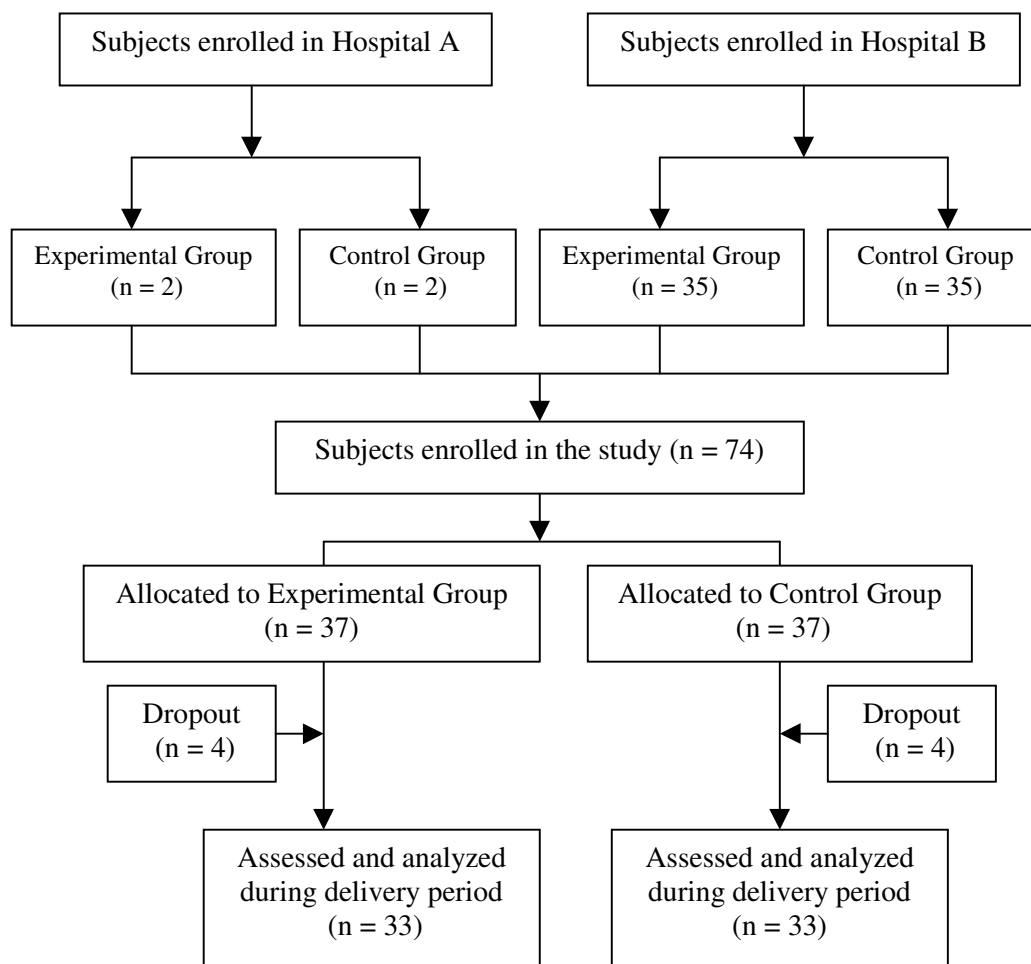 Subjects enrolled in Hospital A
Subjects enrolled in Hospital B
Experimental Group
(n = 2)
Control Group
(n = 2)
Experimental Group
(n = 35)
Control Group
(n = 35)
Subjects enrolled in the study (n = 74)
Allocated to Experimental Group
(n = 37)
Allocated to Control Group
(n = 37)
Dropout
(n = 4)
Dropout
(n = 4)
Assessed and analyzed
during delivery period
(n = 33)
Assessed and analyzed
during delivery period
(n = 33)